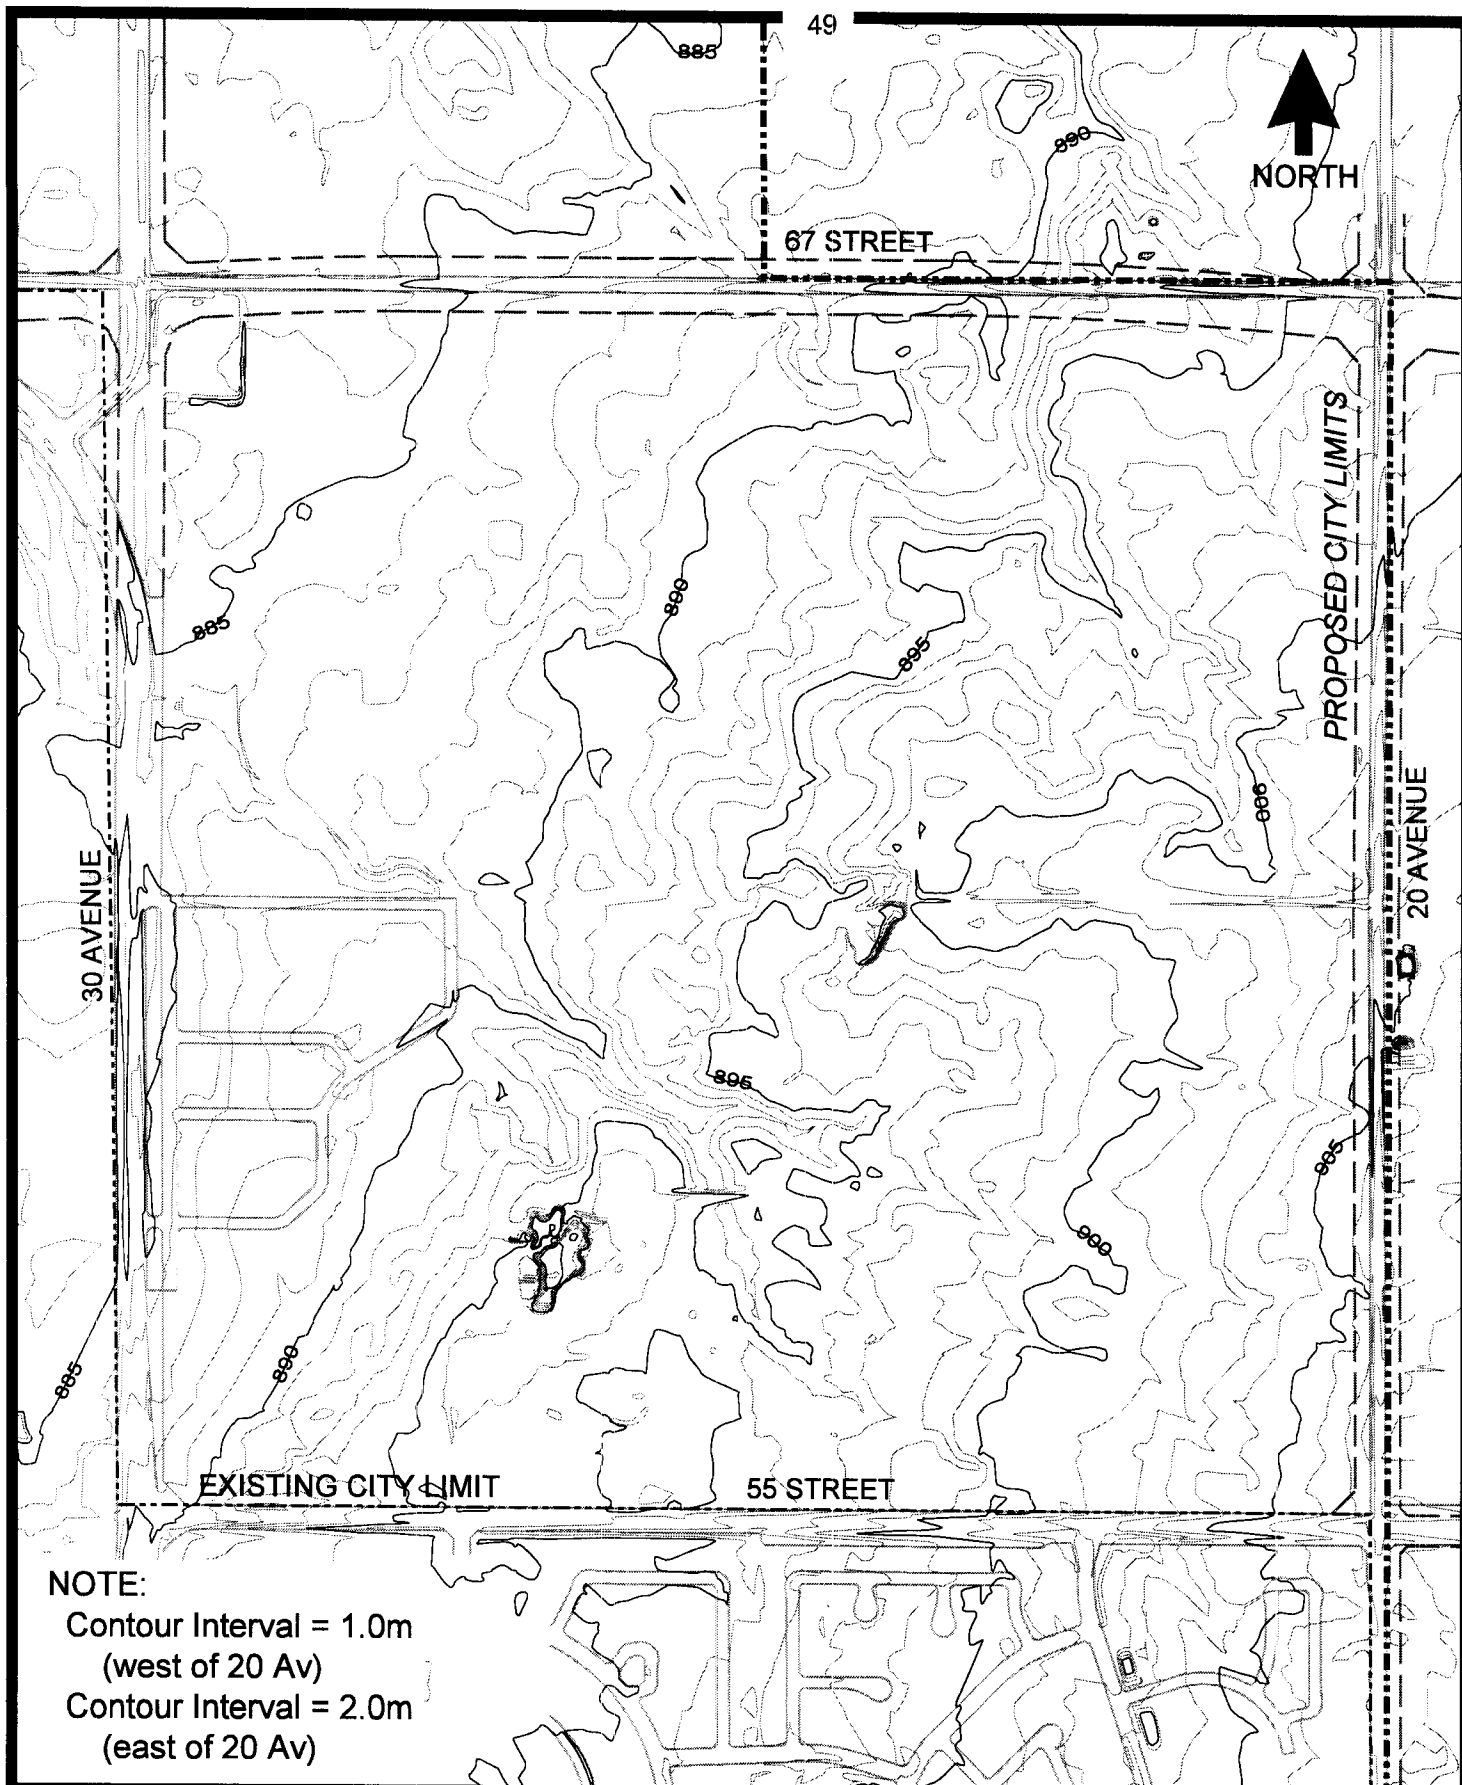 49
885
890
NORTH
67 STREET
PROPOSED CITY LIMITS
890
885
895
900
20 AVENUE
30 AVENUE
895
905
900
890
885
EXISTING CITY LIMIT
55 STREET
NOTE:
Contour Interval = 1.0m
(west of 20 Av)
Contour Interval = 2.0m
(east of 20 Av)